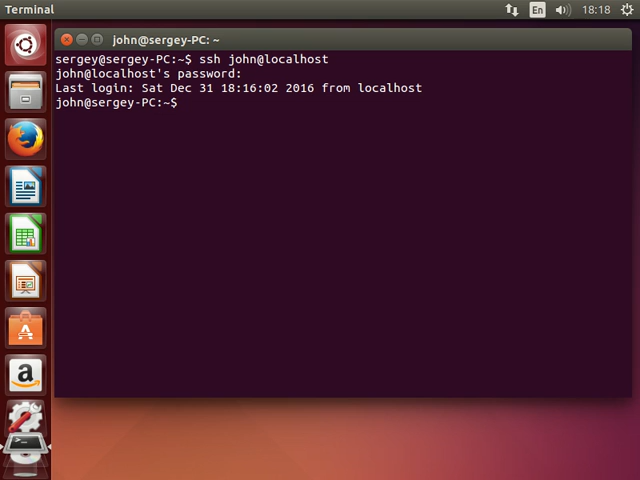 Terminal
En
18:18
john@sergey-PC: ~
sergey@sergey-PC:~$ ssh john@localhost
john@localhost's password:
Last login: Sat Dec 31 18:16:02 2016 from localhost
john@sergey-PC:~$
a
>_